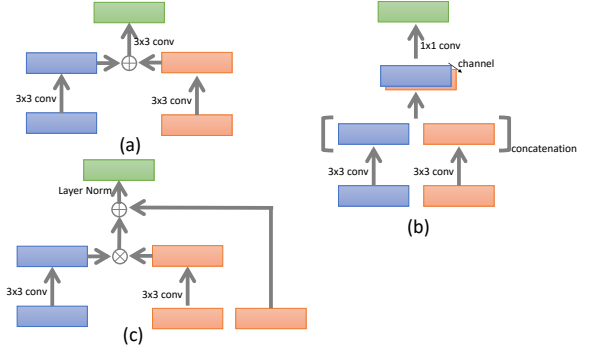 3x3 conv
3x3 conv
3x3 conv
(a)
1x1 conv
channel
concatenation
3x3 conv
3x3 conv
(b)
Layer Norm
3x3 conv
3x3 conv
(c)